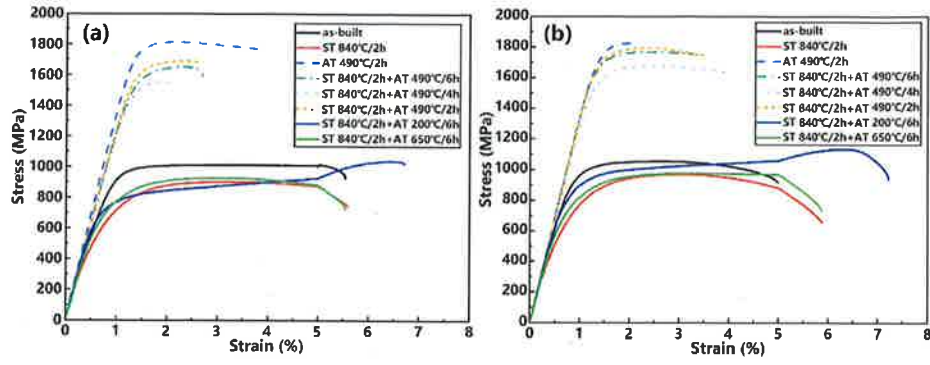 (a)
as-built
ST 840℃/2h
AT 490℃/2h
ST 840℃/2h+AT 490℃/6h
ST 840℃/2h+AT 490℃/4h
ST 840℃/2h+AT 490℃/2h
ST 840℃/2h+AT 200℃/6h
ST 840℃/2h+AT 650℃/6h
Stress (MPa)
2000
1800
1600
1400
1200
1000
800
600
400
200
0
0 1 2 3 4 5 6 7 8
Strain (%)
(b)
as-built
ST 840℃/2h
AT 490℃/2h
ST 840℃/2h+AT 490℃/6h
ST 840℃/2h+AT 490℃/4h
ST 840℃/2h+AT 490℃/2h
ST 840℃/2h+AT 200℃/6h
ST 840℃/2h+AT 650℃/6h
Stress (MPa)
2000
1800
1600
1400
1200
1000
800
600
400
200
0
0 1 2 3 4 5 6 7 8
Strain (%)